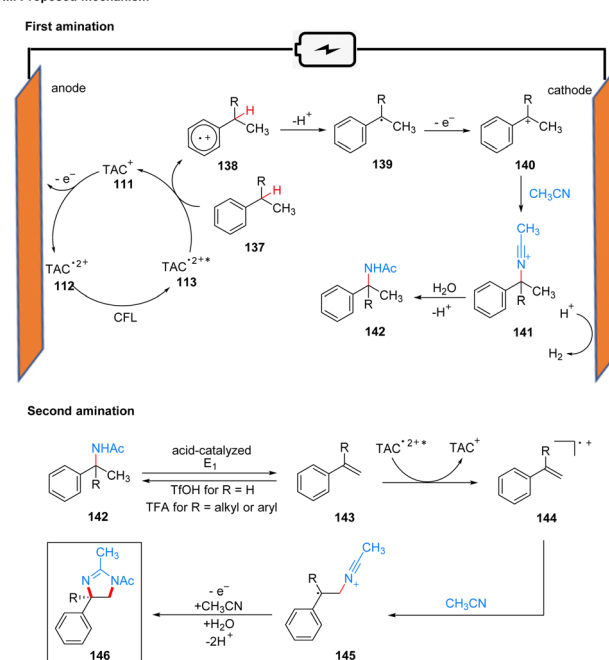 First amination
anode
cathode
R
H
CH3
138
-H+
R
CH3
139
- e−
R
CH3
140
- e−
TAC+
111
R
H
CH3
137
CH3CN
TAC•2+
112
CFL
TAC•2+*
113
CH3
N+
CH3
R
141
H2O
-H+
NHAc
CH3
R
142
H+
H2
Second amination
NHAc
CH3
R
142
acid-catalyzed
E1
TfOH for R = H
TFA for R = alkyl or aryl
R
143
TAC•2+*
TAC+
R
•+
144
CH3CN
CH3
N+
R
145
- e−
+CH3CN
+H2O
-2H+
CH3
N
NAc
R
146